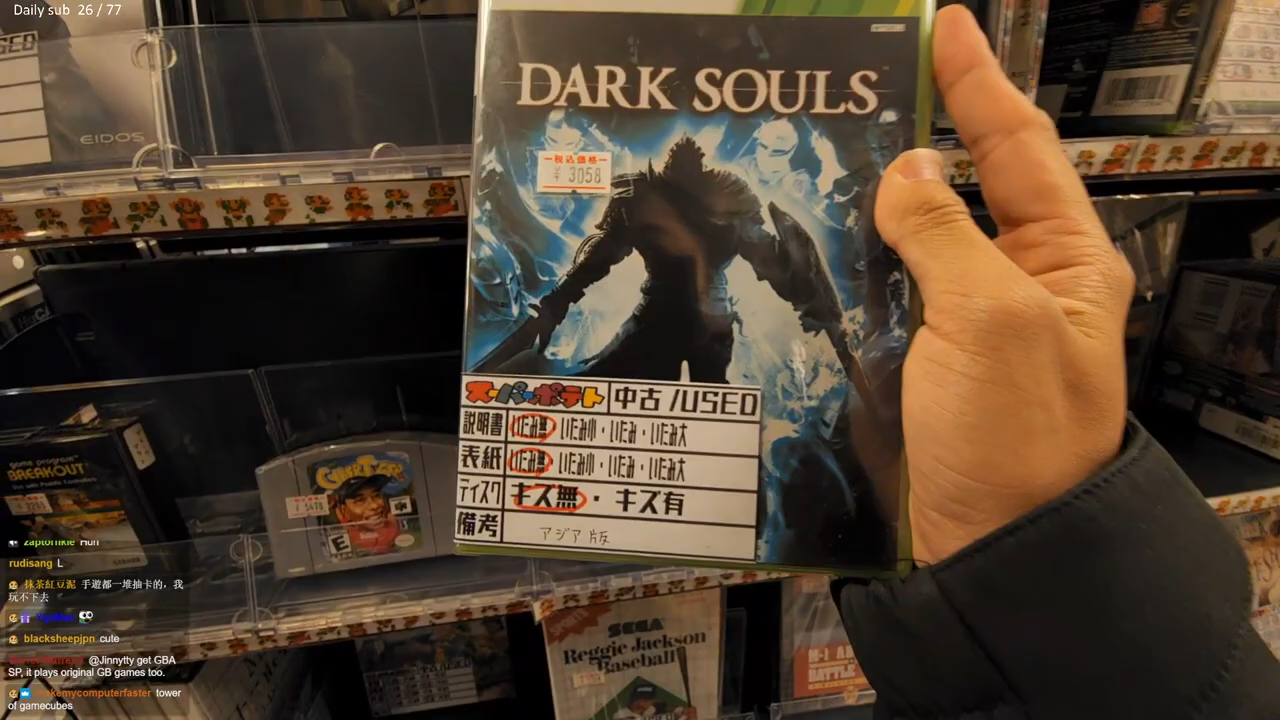 Daily sub 26 / 77
DARK SOULS
税込価格
¥ 3058
スーパーポテト 中古/USED
説明書 いたみ無 いたみ小・いたみ・いたみ大
表紙 いたみ無 いたみ小・いたみ・いたみ大
ディスク キズ無・キズ有
備考 アジア版
EIDOS
game program
BREAKOUT
CYBERTIGER
E
SEGA
Reggie Jackson
Baseball
zaptornkie Huh
rudisang L
抹茶紅豆泥 手遊都一堆抽卡的，我
玩不下去
blacksheepjpn cute
@Jinnytty get GBA
SP, it plays original GB games too.
makemycomputerfaster tower
of gamecubes